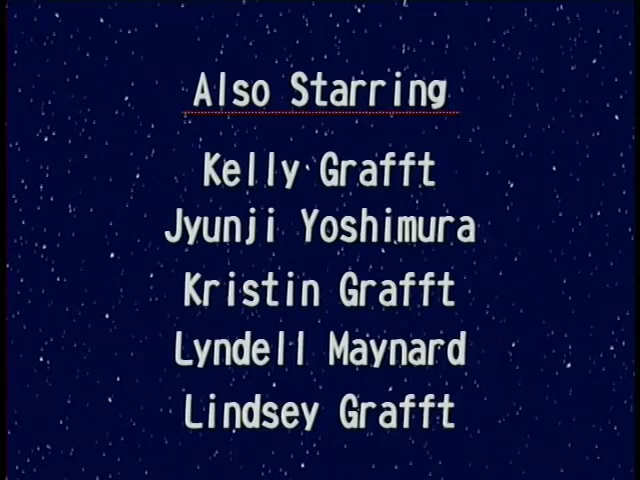 Also Starring
Kelly Grafft
Jyunji Yoshimura
Kristin Grafft
Lyndell Maynard
Lindsey Grafft